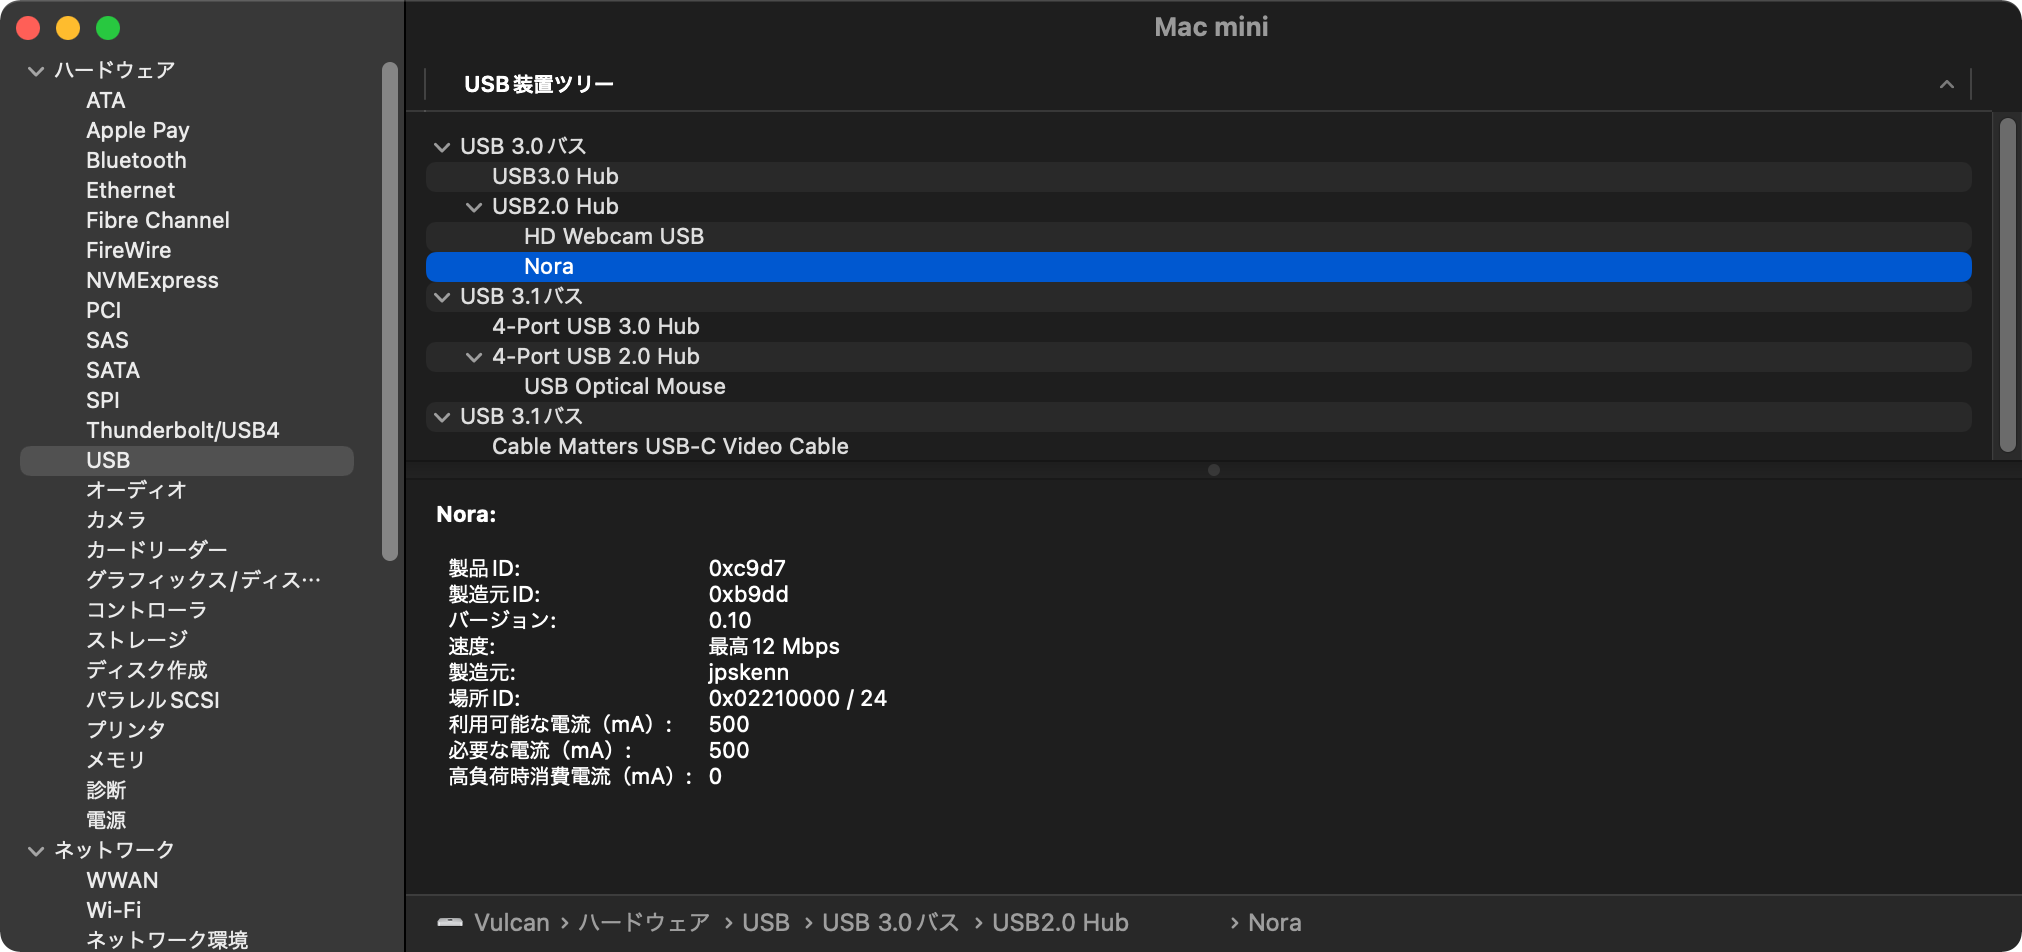 Mac mini
ハードウェア
ATA
Apple Pay
Bluetooth
Ethernet
Fibre Channel
FireWire
NVMExpress
PCI
SAS
SATA
SPI
Thunderbolt/USB4
USB
オーディオ
カメラ
カードリーダー
グラフィックス/ディス…
コントローラ
ストレージ
ディスク作成
パラレルSCSI
プリンタ
メモリ
診断
電源
ネットワーク
WWAN
Wi-Fi
ネットワーク環境
USB装置ツリー
USB 3.0バス
USB3.0 Hub
USB2.0 Hub
HD Webcam USB
Nora
USB 3.1バス
4-Port USB 3.0 Hub
4-Port USB 2.0 Hub
USB Optical Mouse
USB 3.1バス
Cable Matters USB-C Video Cable
Nora:
製品ID: 0xc9d7
製造元ID: 0xb9dd
バージョン: 0.10
速度: 最高12 Mbps
製造元: jpskenn
場所ID: 0x02210000 / 24
利用可能な電流（mA）: 500
必要な電流（mA）: 500
高負荷時消費電流（mA）: 0
Vulcan › ハードウェア › USB › USB 3.0バス › USB2.0 Hub › Nora